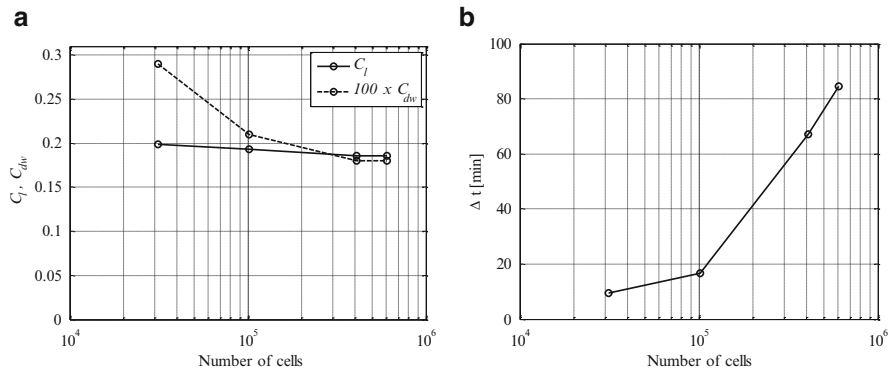 a
0.3
0.25
0.2
0.15
0.1
0.05
0
C_l, C_dw
C_l
100 x C_dw
10^4
10^5
10^6
Number of cells
b
100
80
60
40
20
0
Δ t [min]
10^4
10^5
10^6
Number of cells